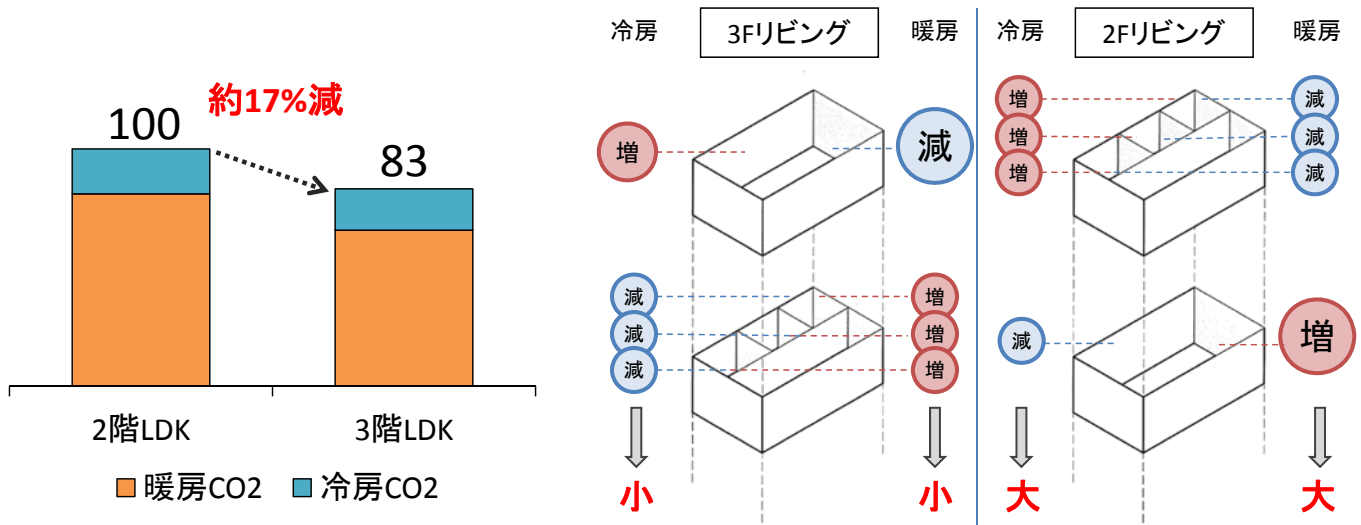 約17%減
100
83
2階LDK
3階LDK
暖房CO2
冷房CO2
冷房
3Fリビング
暖房
増
減
減
増
減
増
減
増
小
小
冷房
2Fリビング
暖房
増
減
増
減
増
減
減
増
大
大